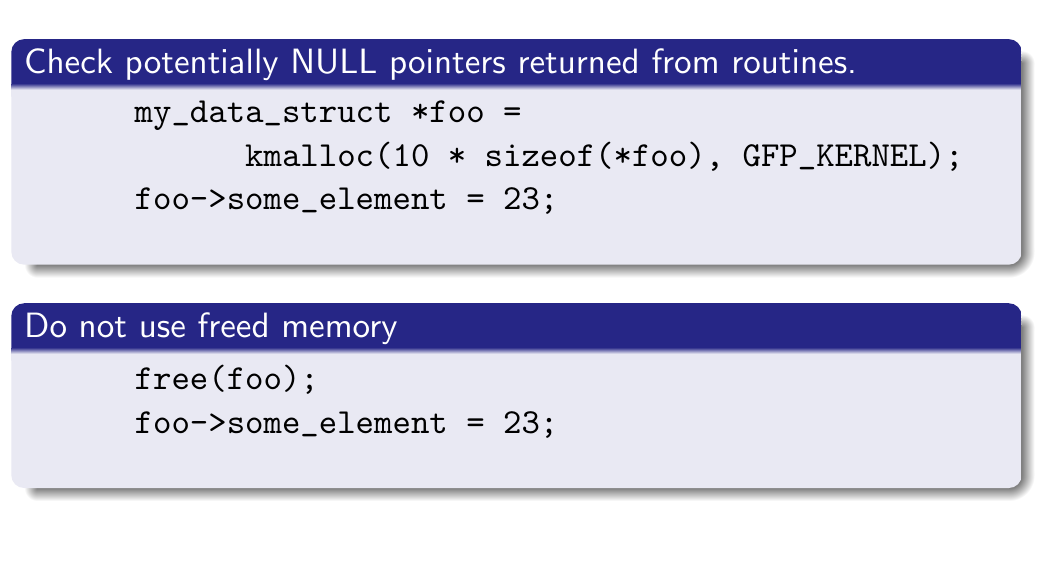 Check potentially NULL pointers returned from routines.
my_data_struct *foo =
kmalloc(10 * sizeof(*foo), GFP_KERNEL);
foo->some_element = 23;
Do not use freed memory
free(foo);
foo->some_element = 23;